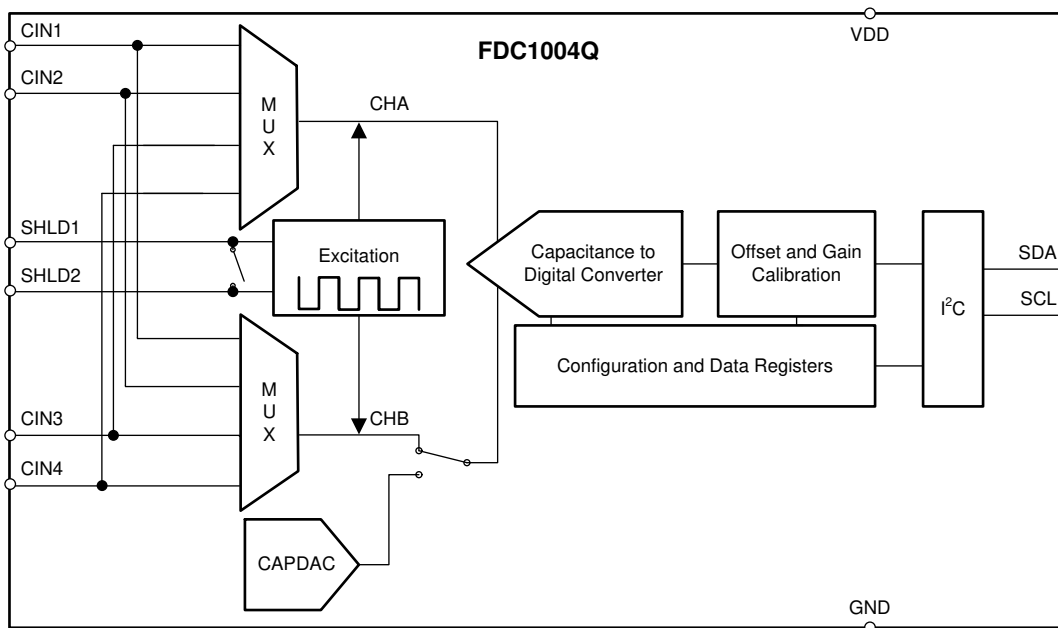 CIN1
VDD
FDC1004Q
CIN2
CHA
M
U
X
SHLD1
Excitation
SHLD2
Capacitance to
Digital Converter
Offset and Gain
Calibration
I²C
SDA
SCL
Configuration and Data Registers
M
U
X
CIN3
CHB
CIN4
CAPDAC
GND